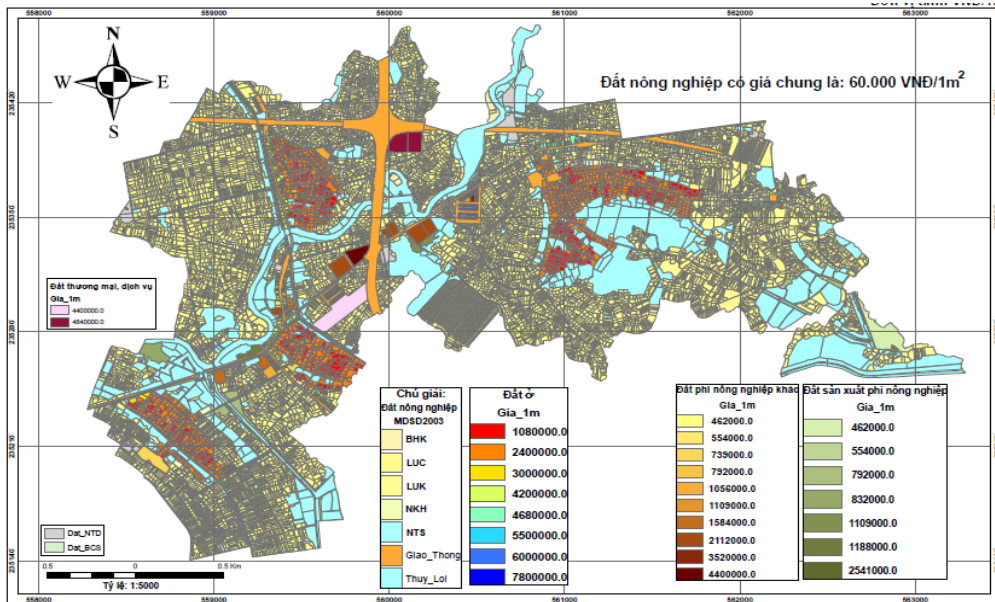 558000 559000 560000 561000 562000 563000
N
W E
S
Đất nông nghiệp có giá chung là: 60.000 VNĐ/1m²
Đất thương mại, dịch vụ
Gia_1m
4400000.0
4840000.0
Chú giải:
Đất nông nghiệp
MDSD2003
BHK
LUC
LUK
NKH
NTS
Giao_Thong
Thuy_Loi
Đất ở
Gia_1m
1080000.0
2400000.0
3000000.0
4200000.0
4680000.0
5500000.0
6000000.0
7800000.0
Đất phi nông nghiệp khác
Gia_1m
462000.0
554000.0
739000.0
792000.0
1056000.0
1109000.0
1584000.0
2112000.0
3520000.0
4400000.0
Đất sản xuất phi nông nghiệp
Gia_1m
462000.0
554000.0
792000.0
832000.0
1109000.0
1188000.0
2541000.0
Dat_NTD
Dat_BCS
0.5 0 0.5 Km
Tỷ lệ: 1:5000
558000 559000 560000 561000 562000 563000